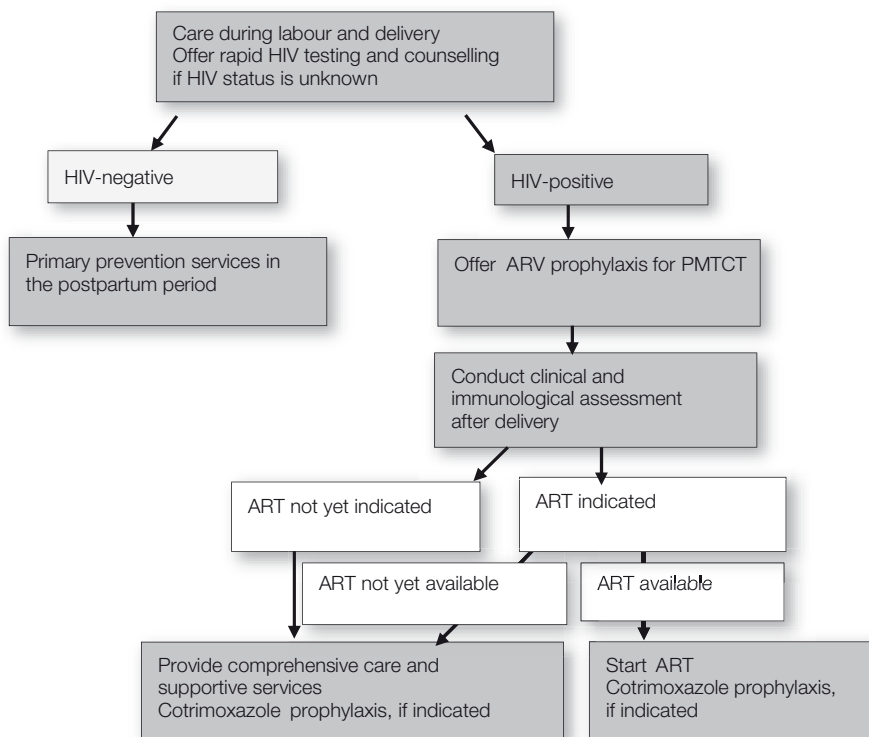 Care during labour and delivery
Offer rapid HIV testing and counselling
if HIV status is unknown
HIV-negative
HIV-positive
Primary prevention services in
the postpartum period
Offer ARV prophylaxis for PMTCT
Conduct clinical and
immunological assessment
after delivery
ART not yet indicated
ART indicated
ART not yet available
ART available
Provide comprehensive care and
supportive services
Cotrimoxazole prophylaxis, if indicated
Start ART
Cotrimoxazole prophylaxis,
if indicated